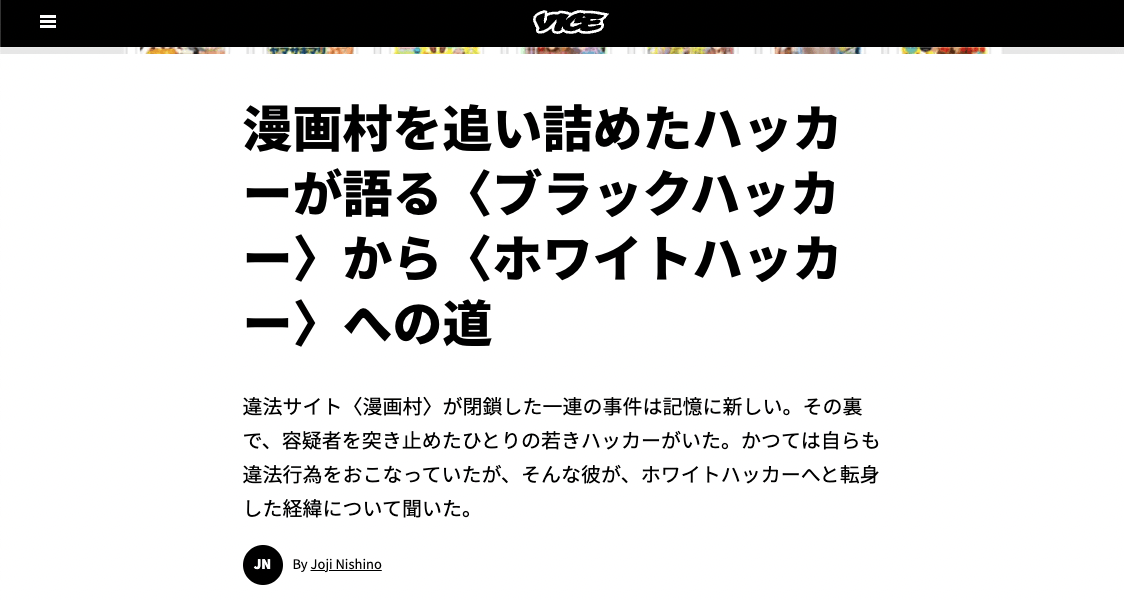 VICE
漫画村を追い詰めたハッカ
ーが語る〈ブラックハッカ
ー〉から〈ホワイトハッカ
ー〉への道
違法サイト〈漫画村〉が閉鎖した一連の事件は記憶に新しい。その裏
で、容疑者を突き止めたひとりの若きハッカーがいた。かつては自らも
違法行為をおこなっていたが、そんな彼が、ホワイトハッカーへと転身
した経緯について聞いた。
JN By Joji Nishino